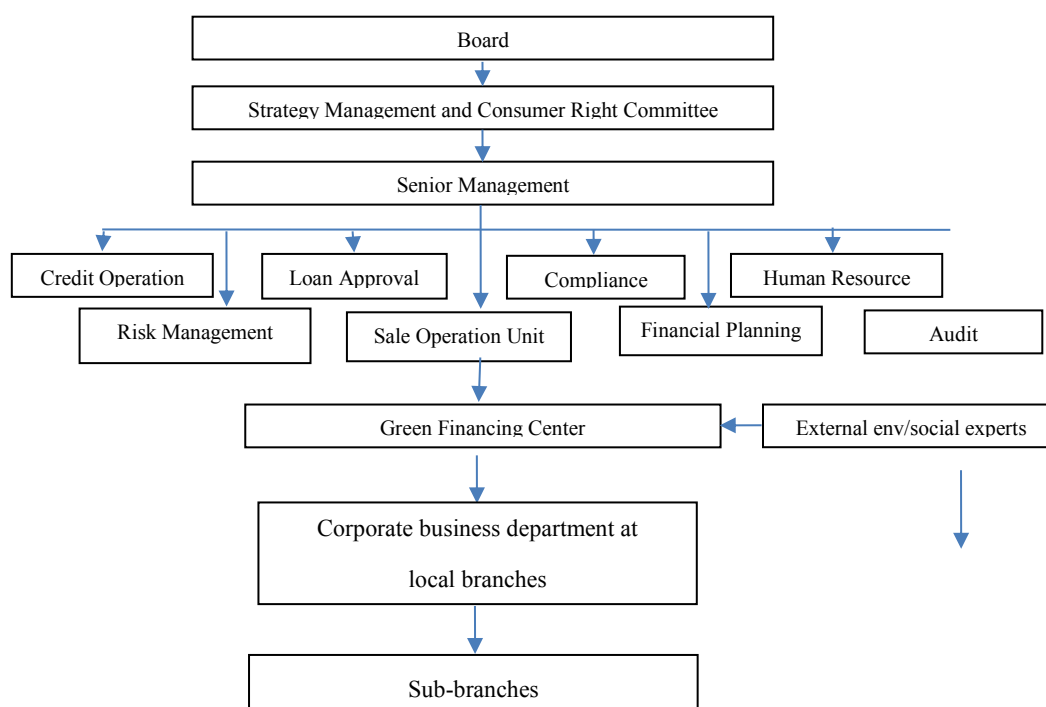 Board
Strategy Management and Consumer Right Committee
Senior Management
Credit Operation
Loan Approval
Compliance
Human Resource
Risk Management
Sale Operation Unit
Financial Planning
Audit
Green Financing Center
External env/social experts
Corporate business department at
local branches
Sub-branches